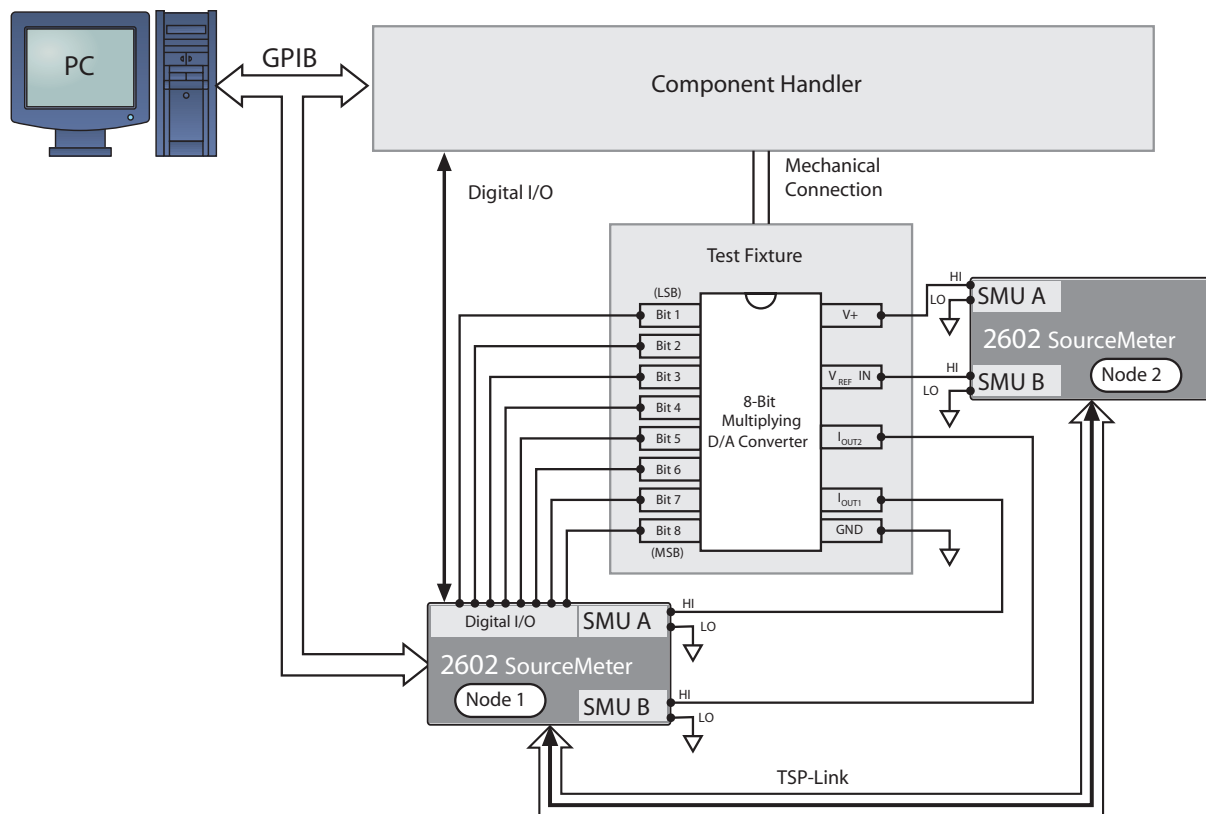 PC
GPIB
Component Handler
Digital I/O
Mechanical
Connection
Test Fixture
(LSB)
Bit 1
Bit 2
Bit 3
Bit 4
Bit 5
Bit 6
Bit 7
Bit 8
(MSB)
8-Bit
Multiplying
D/A Converter
V+
VREF IN
IOUT2
IOUT1
GND
HI
LO
SMU A
2602 SourceMeter
Node 2
HI
LO
SMU B
Digital I/O
SMU A
HI
LO
2602 SourceMeter
Node 1
SMU B
HI
LO
TSP-Link